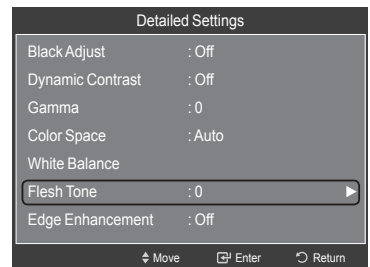 Detailed Settings
Black Adjust : Off
Dynamic Contrast : Off
Gamma : 0
Color Space : Auto
White Balance
Flesh Tone : 0
Edge Enhancement : Off
Move Enter Return